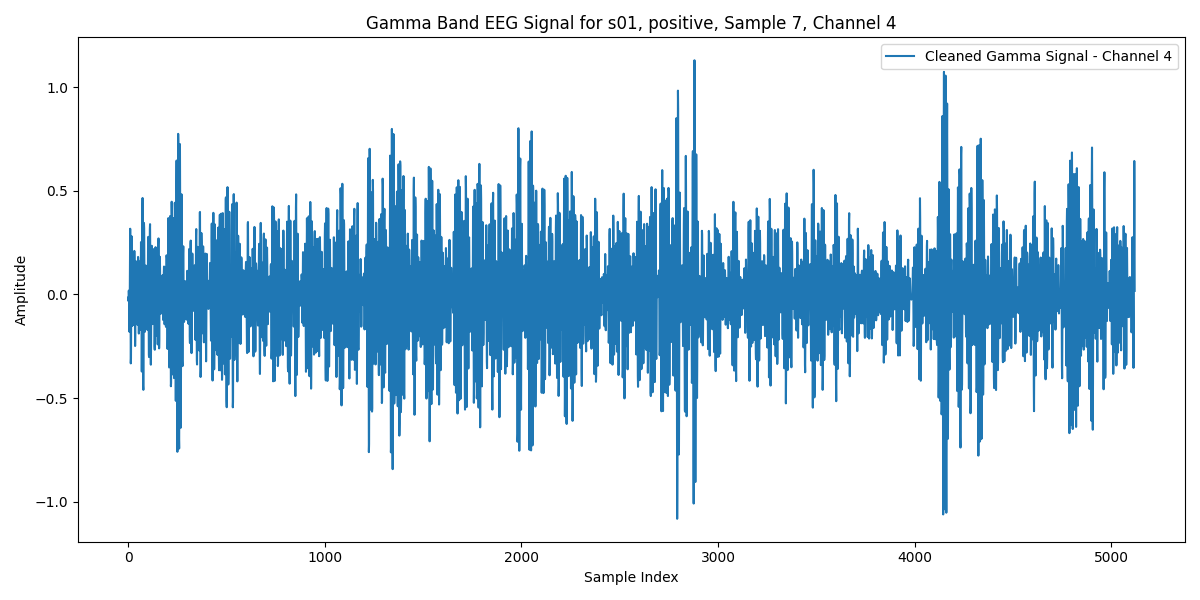 Gamma Band EEG Signal for s01, positive, Sample 7, Channel 4
Cleaned Gamma Signal - Channel 4
Amplitude
1.0
0.5
0.0
−0.5
−1.0
0 1000 2000 3000 4000 5000
Sample Index